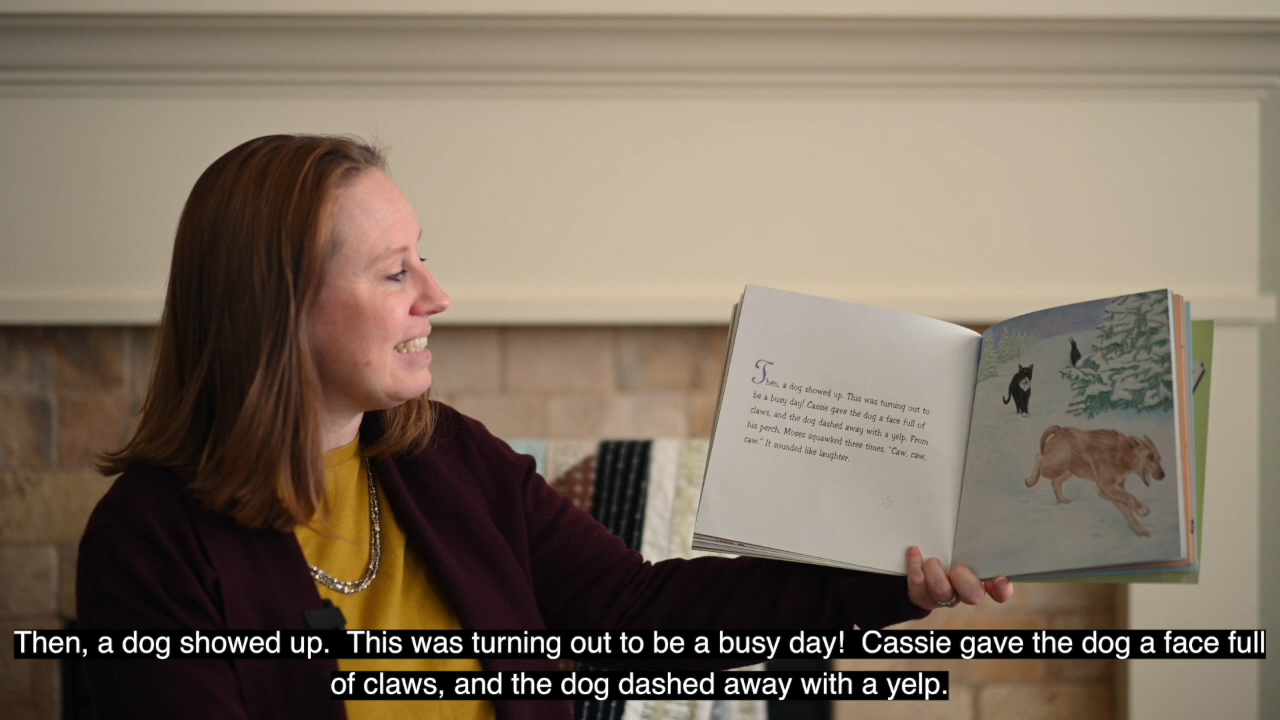 Then, a dog showed up. This was turning out to
be a busy day! Cassie gave the dog a face full of
claws, and the dog dashed away with a yelp. From
his perch, Moses squawked three times. "Caw, caw,
caw." It sounded like laughter.
Then, a dog showed up.  This was turning out to be a busy day!  Cassie gave the dog a face full
of claws, and the dog dashed away with a yelp.